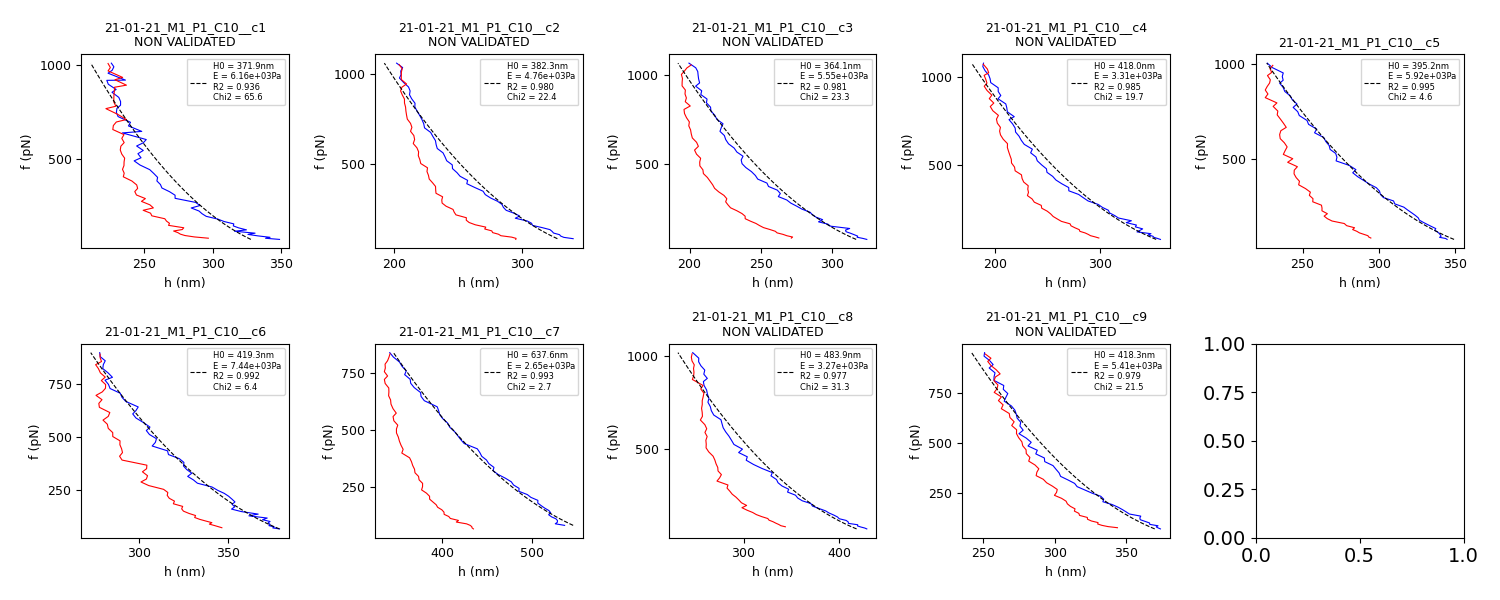 21-01-21_M1_P1_C10__c1
NON VALIDATED
H0 = 371.9nm
E = 6.16e+03Pa
R2 = 0.936
Chi2 = 65.6
1000
500
f (pN)
250
300
350
h (nm)
21-01-21_M1_P1_C10__c2
NON VALIDATED
H0 = 382.3nm
E = 4.76e+03Pa
R2 = 0.980
Chi2 = 22.4
1000
500
f (pN)
200
300
h (nm)
21-01-21_M1_P1_C10__c3
NON VALIDATED
H0 = 364.1nm
E = 5.55e+03Pa
R2 = 0.981
Chi2 = 23.3
1000
500
f (pN)
200
250
300
h (nm)
21-01-21_M1_P1_C10__c4
NON VALIDATED
H0 = 418.0nm
E = 3.31e+03Pa
R2 = 0.985
Chi2 = 19.7
1000
500
f (pN)
200
300
h (nm)
21-01-21_M1_P1_C10__c5
H0 = 395.2nm
E = 5.92e+03Pa
R2 = 0.995
Chi2 = 4.6
1000
500
f (pN)
250
300
350
h (nm)
21-01-21_M1_P1_C10__c6
H0 = 419.3nm
E = 7.44e+03Pa
R2 = 0.992
Chi2 = 6.4
750
500
250
f (pN)
300
350
h (nm)
21-01-21_M1_P1_C10__c7
H0 = 637.6nm
E = 2.65e+03Pa
R2 = 0.993
Chi2 = 2.7
750
500
250
f (pN)
400
500
h (nm)
21-01-21_M1_P1_C10__c8
NON VALIDATED
H0 = 483.9nm
E = 3.27e+03Pa
R2 = 0.977
Chi2 = 31.3
1000
500
f (pN)
300
400
h (nm)
21-01-21_M1_P1_C10__c9
NON VALIDATED
H0 = 418.3nm
E = 5.41e+03Pa
R2 = 0.979
Chi2 = 21.5
750
500
250
f (pN)
250
300
350
h (nm)
1.00
0.75
0.50
0.25
0.00
0.0
0.5
1.0